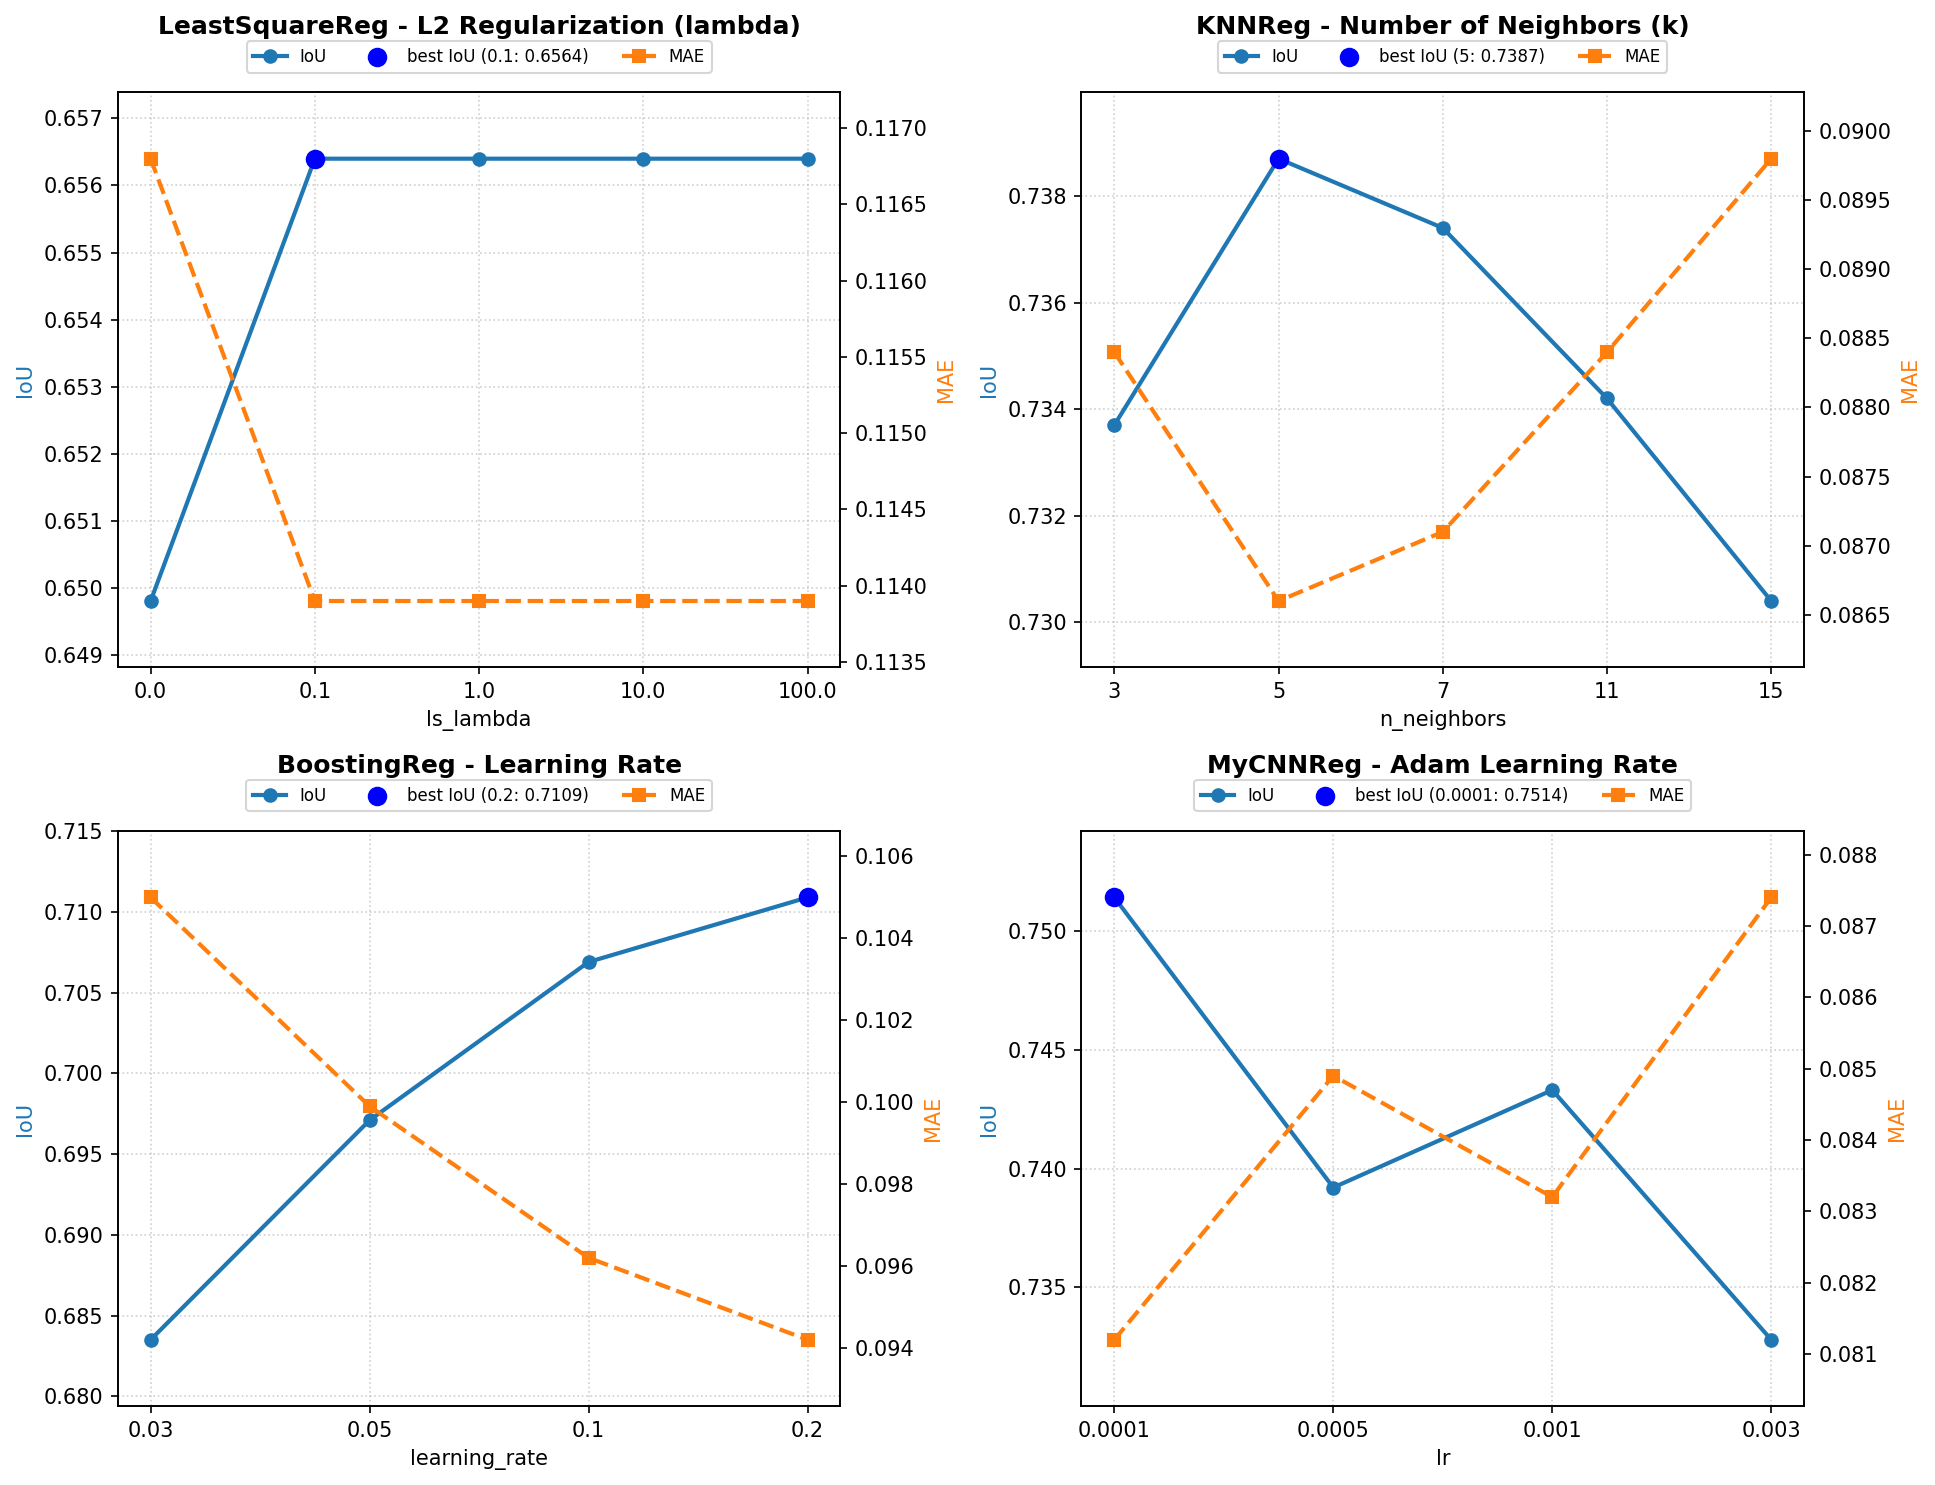 LeastSquareReg - L2 Regularization (lambda)
IoU best IoU (0.1: 0.6564) MAE
0.657
0.656
0.655
0.654
0.653
0.652
0.651
0.650
0.649
IoU
0.1170
0.1165
0.1160
0.1155
0.1150
0.1145
0.1140
0.1135
MAE
0.0 0.1 1.0 10.0 100.0
ls_lambda
KNNReg - Number of Neighbors (k)
IoU best IoU (5: 0.7387) MAE
0.738
0.736
0.734
0.732
0.730
IoU
0.0900
0.0895
0.0890
0.0885
0.0880
0.0875
0.0870
0.0865
MAE
3 5 7 11 15
n_neighbors
BoostingReg - Learning Rate
IoU best IoU (0.2: 0.7109) MAE
0.715
0.710
0.705
0.700
0.695
0.690
0.685
0.680
IoU
0.106
0.104
0.102
0.100
0.098
0.096
0.094
MAE
0.03 0.05 0.1 0.2
learning_rate
MyCNNReg - Adam Learning Rate
IoU best IoU (0.0001: 0.7514) MAE
0.750
0.745
0.740
0.735
IoU
0.088
0.087
0.086
0.085
0.084
0.083
0.082
0.081
MAE
0.0001 0.0005 0.001 0.003
lr